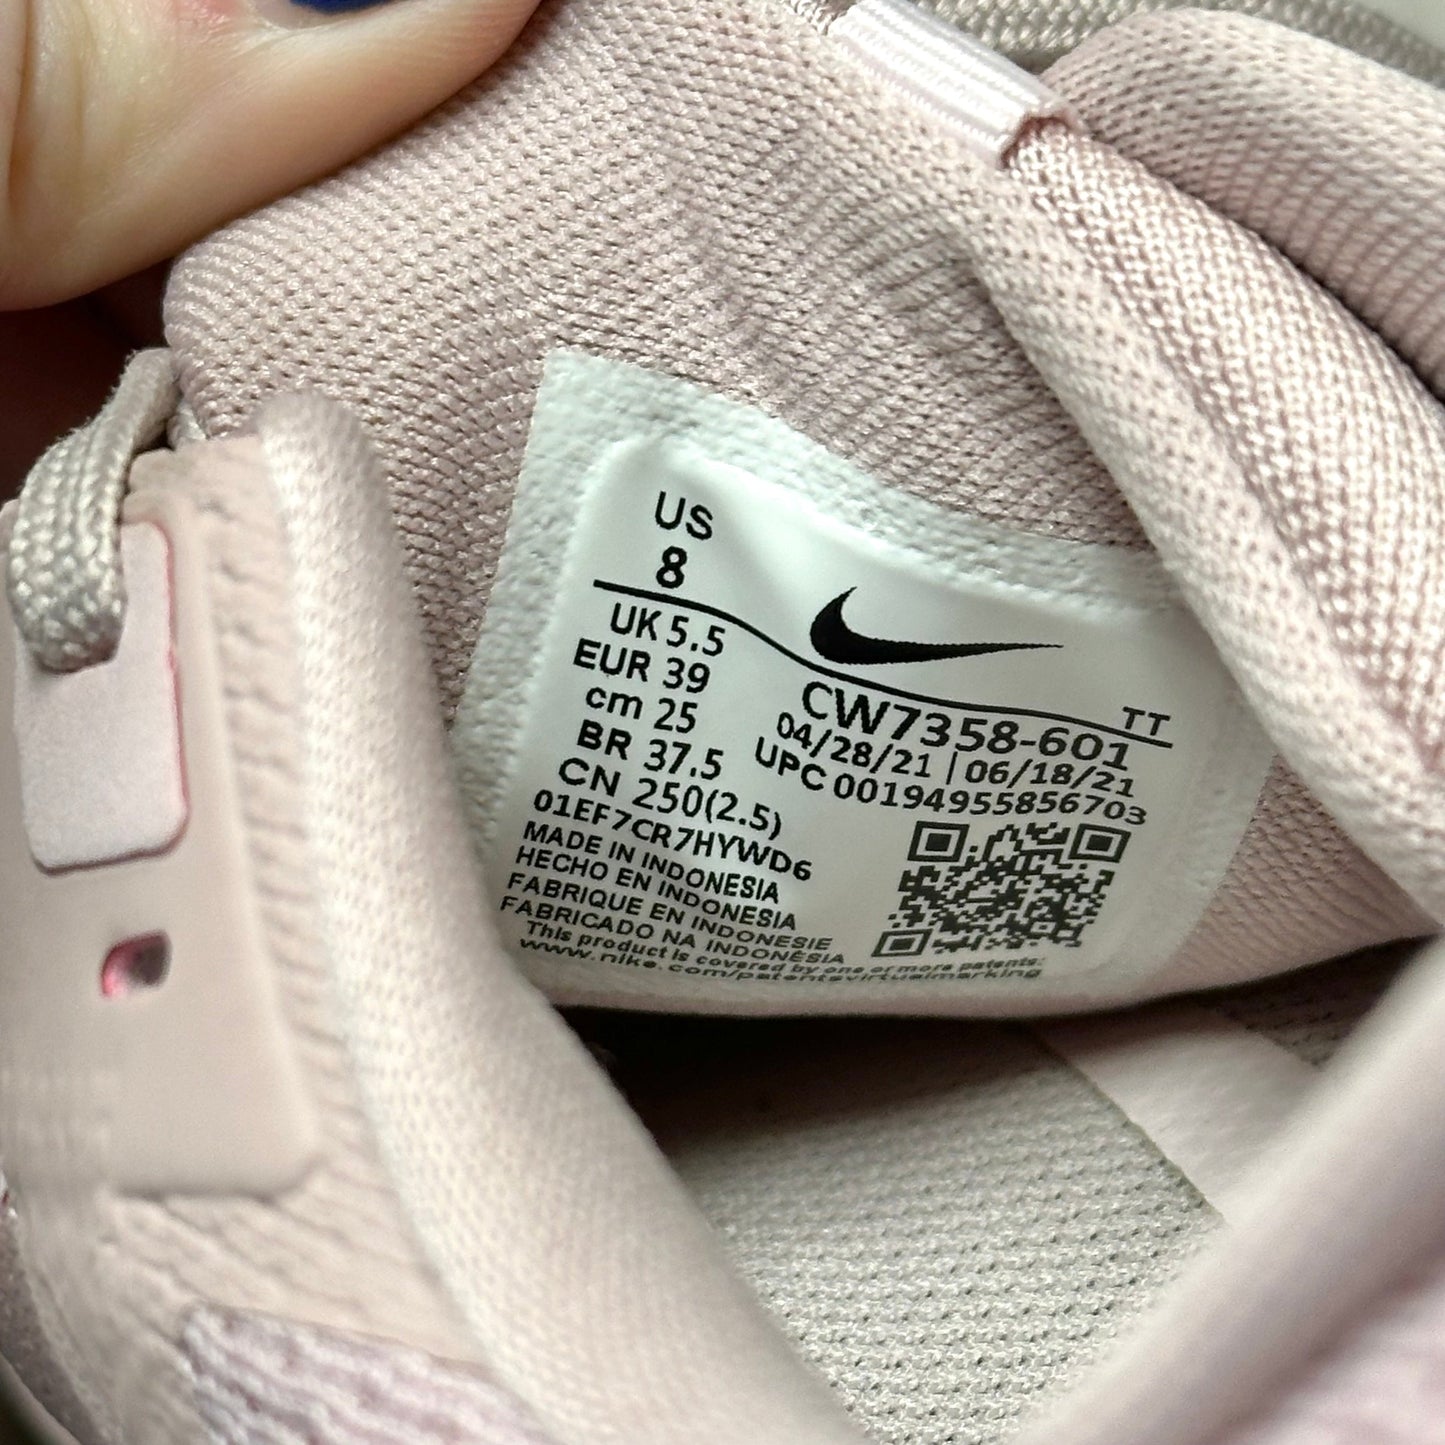 US
8
UK 5.5
EUR 39
cm 25
BR 37.5
CN 250(2.5)
01EF7CR7HYWD6
MADE IN INDONESIA
HECHO EN INDONESIA
FABRIQUE EN INDONESIE
FABRICADO NA INDONÉSIA
This product is covered by one or more patents:
www.nike.com/patentsvirtualmarking
TT
CW7358-601
04/28/21 | 06/18/21
UPC 00194955856703